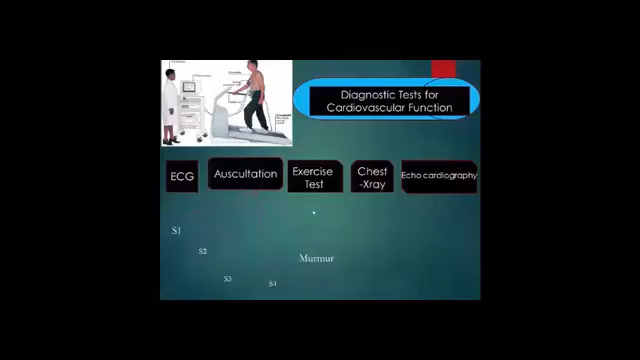 Diagnostic Tests for
Cardiovascular Function
ECG
Auscultation
Exercise
Test
Chest
-Xray
Echo cardiography
S1
S2
Murmur
S3
S4